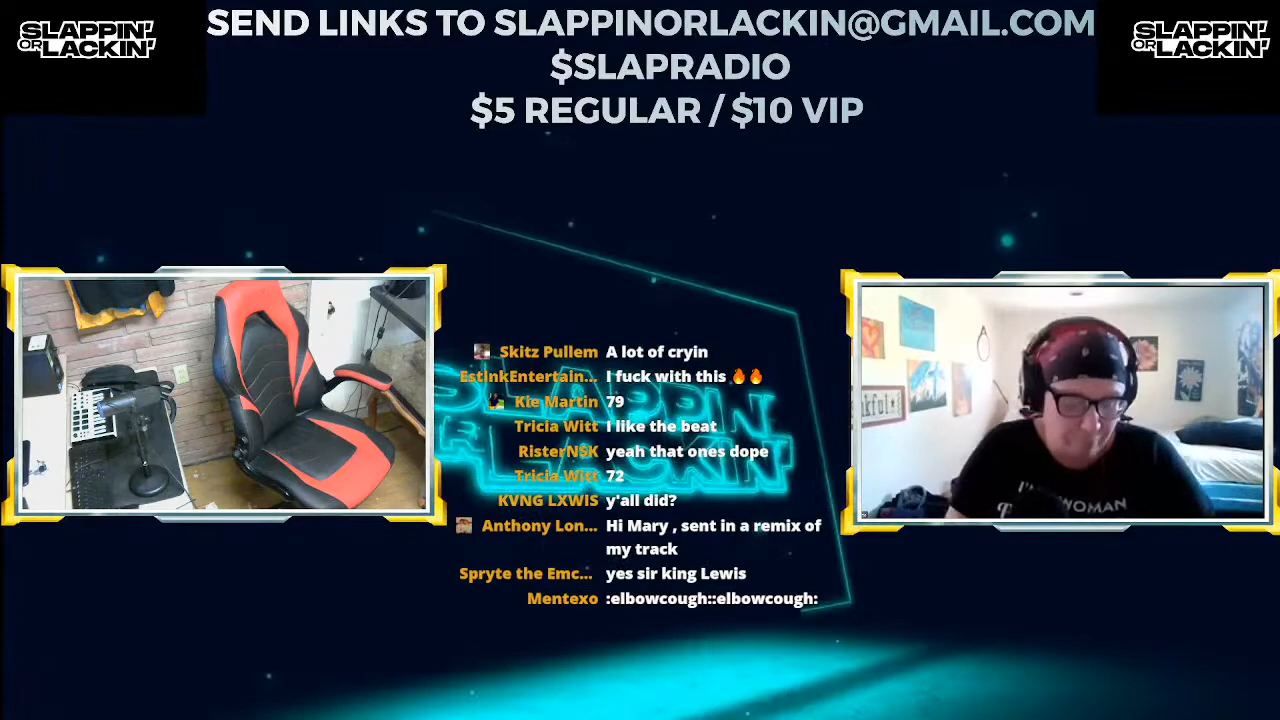 SLAPPIN'
OR LACKIN'
SEND LINKS TO SLAPPINORLACKIN@GMAIL.COM
$SLAPRADIO
$5 REGULAR / $10 VIP
SLAPPIN'
OR LACKIN'
Skitz Pullem A lot of cryin
EstInkEntertain... I fuck with this 🔥🔥
Kie Martin 79
Tricia Witt I like the beat
RisterNSK yeah that ones dope
Tricia Witt 72
KVNG LXWIS y'all did?
Anthony Lon... Hi Mary , sent in a remix of
my track
Spryte the Emc... yes sir king Lewis
Mentexo :elbowcough::elbowcough:
SLAPPIN
OR LACKIN